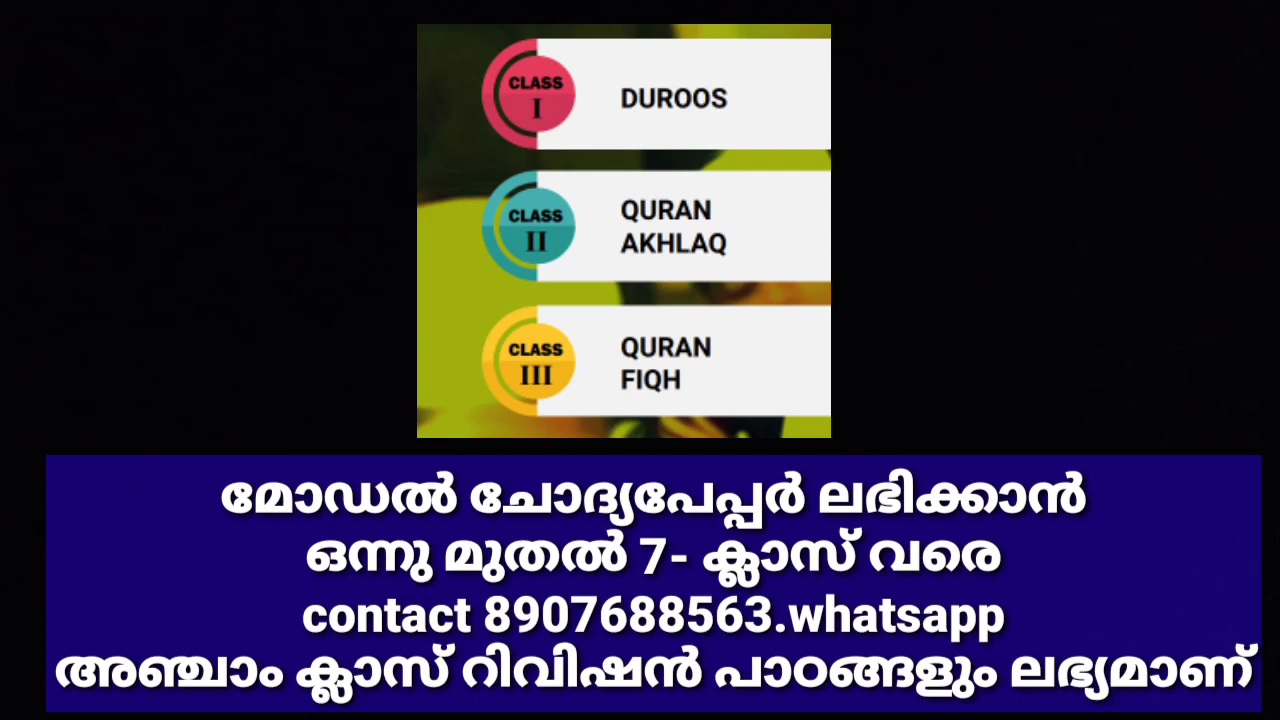 CLASS
I
DUROOS
CLASS
II
QURAN
AKHLAQ
CLASS
III
QURAN
FIQH
മോഡൽ ചോദ്യപേപ്പർ ലഭിക്കാൻ
ഒന്നു മുതൽ 7- ക്ലാസ് വരെ
contact 8907688563.whatsapp
അഞ്ചാം ക്ലാസ് റിവിഷൻ പാഠങ്ങളും ലഭ്യമാണ്